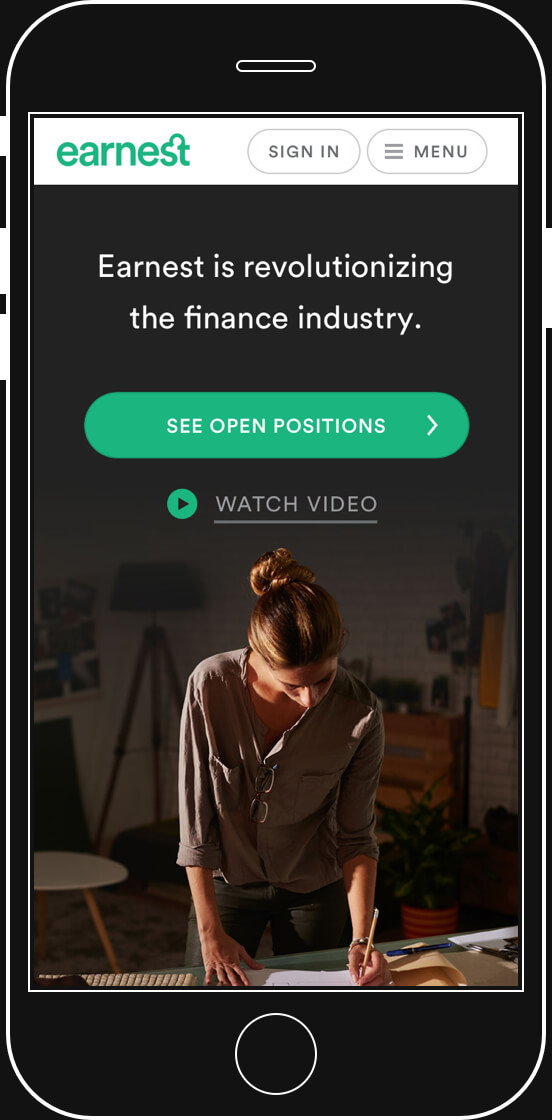 earnest
SIGN IN
MENU
Earnest is revolutionizing
the finance industry.
SEE OPEN POSITIONS
WATCH VIDEO